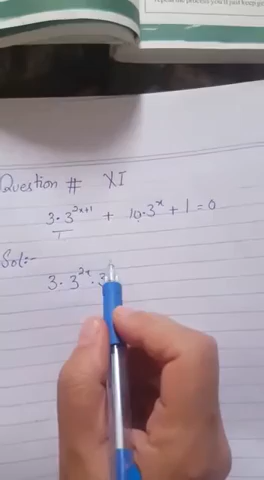 Question # XI
3 · 3^{2x+1} + 10 · 3^x + 1 = 0
Sol:-
3 · 3^{2x} · 3